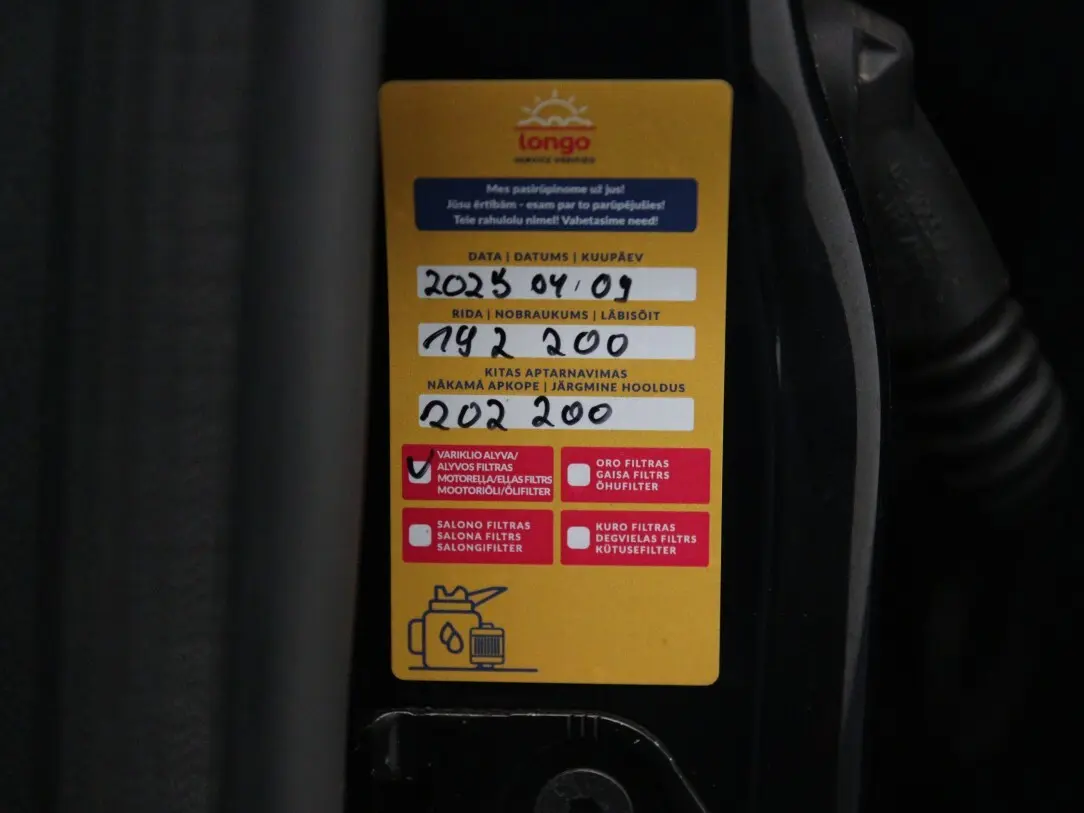 longo
Mes pasirūpinome už jus!
Jūsu ērtībām - esam par to parūpējušies!
Teie rahulolu nimel! Vahetasime need!
DATA | DATUMS | KUUPÄEV
2025 04.09
RIDA | NOBRAUKUMS | LÄBISÕIT
192 200
KITAS APTARNAVIMAS
NĀKAMĀ APKOPE | JÄRGMINE HOOLDUS
202 200
VARIKLIO ALYVA/
ALYVOS FILTRAS
MOTOREĻĻA/EĻĻAS FILTRS
MOOTORIÕLI/ÕLIFILTER
ORO FILTRAS
GAISA FILTRS
ÕHUFILTER
SALONO FILTRAS
SALONA FILTRS
SALONGIFILTER
KURO FILTRAS
DEGVIELAS FILTRS
KÜTUSEFILTER